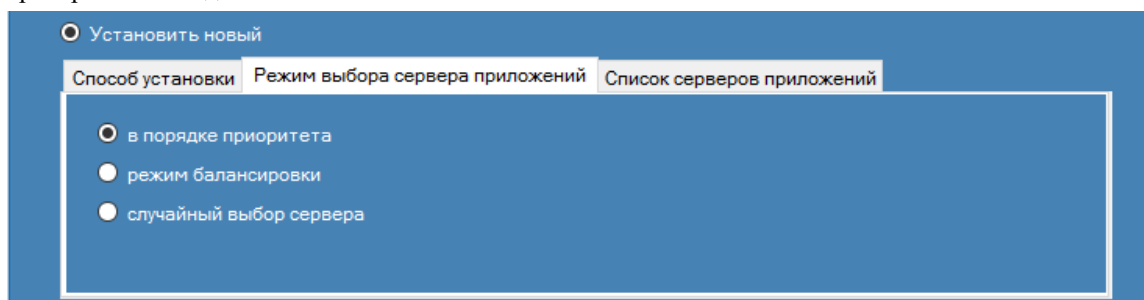 Установить новый
Способ установки Режим выбора сервера приложений Список серверов приложений
в порядке приоритета
режим балансировки
случайный выбор сервера